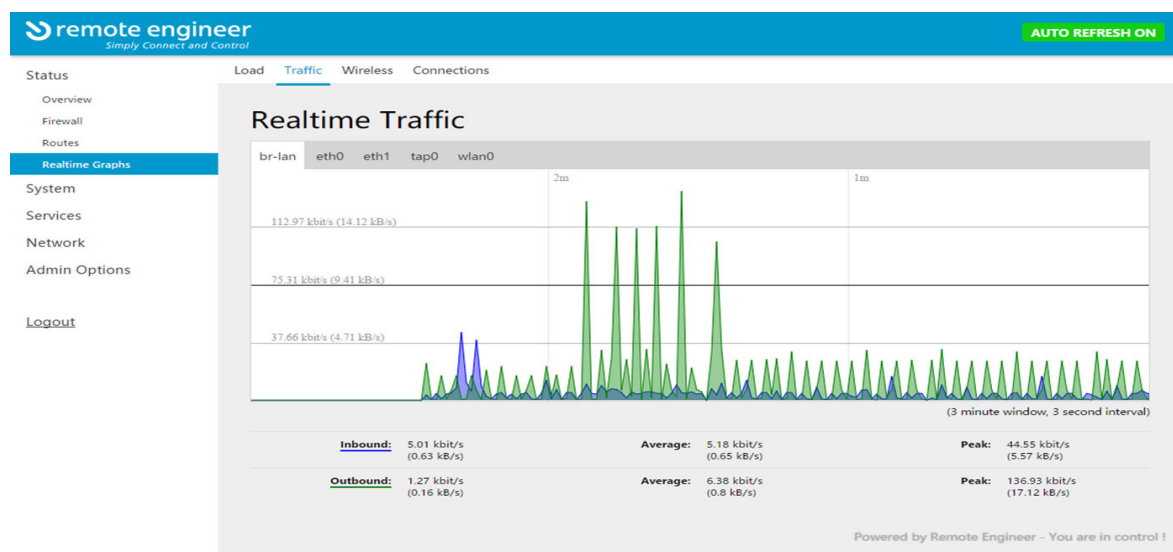 remote engineer
Simply Connect and Control
AUTO REFRESH ON
Status
Overview
Firewall
Routes
Realtime Graphs
System
Services
Network
Admin Options
Logout
Load Traffic Wireless Connections
Realtime Traffic
br-lan eth0 eth1 tap0 wlan0
2m 1m
112.97 kbit/s (14.12 kB/s)
75.31 kbit/s (9.41 kB/s)
37.66 kbit/s (4.71 kB/s)
(3 minute window, 3 second interval)
Inbound: 5.01 kbit/s Average: 5.18 kbit/s Peak: 44.55 kbit/s
(0.63 kB/s) (0.65 kB/s) (5.57 kB/s)
Outbound: 1.27 kbit/s Average: 6.38 kbit/s Peak: 136.93 kbit/s
(0.16 kB/s) (0.8 kB/s) (17.12 kB/s)
Powered by Remote Engineer - You are in control !